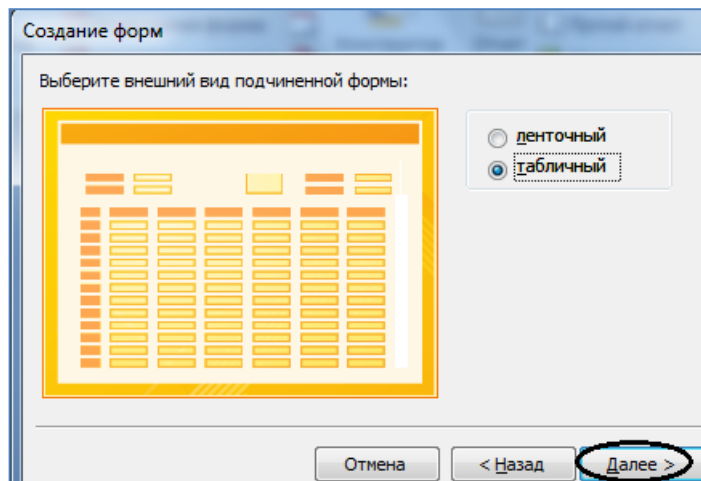 Создание форм
Выберите внешний вид подчиненной формы:
ленточный
табличный
Отмена
< Назад
Далее >